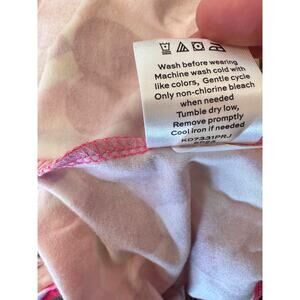 Wash before wearing
Machine wash cold with
like colors, Gentle cycle
Only non-chlorine bleach
when needed
Tumble dry low,
Remove promptly
Cool iron if needed
KD7331PRJ